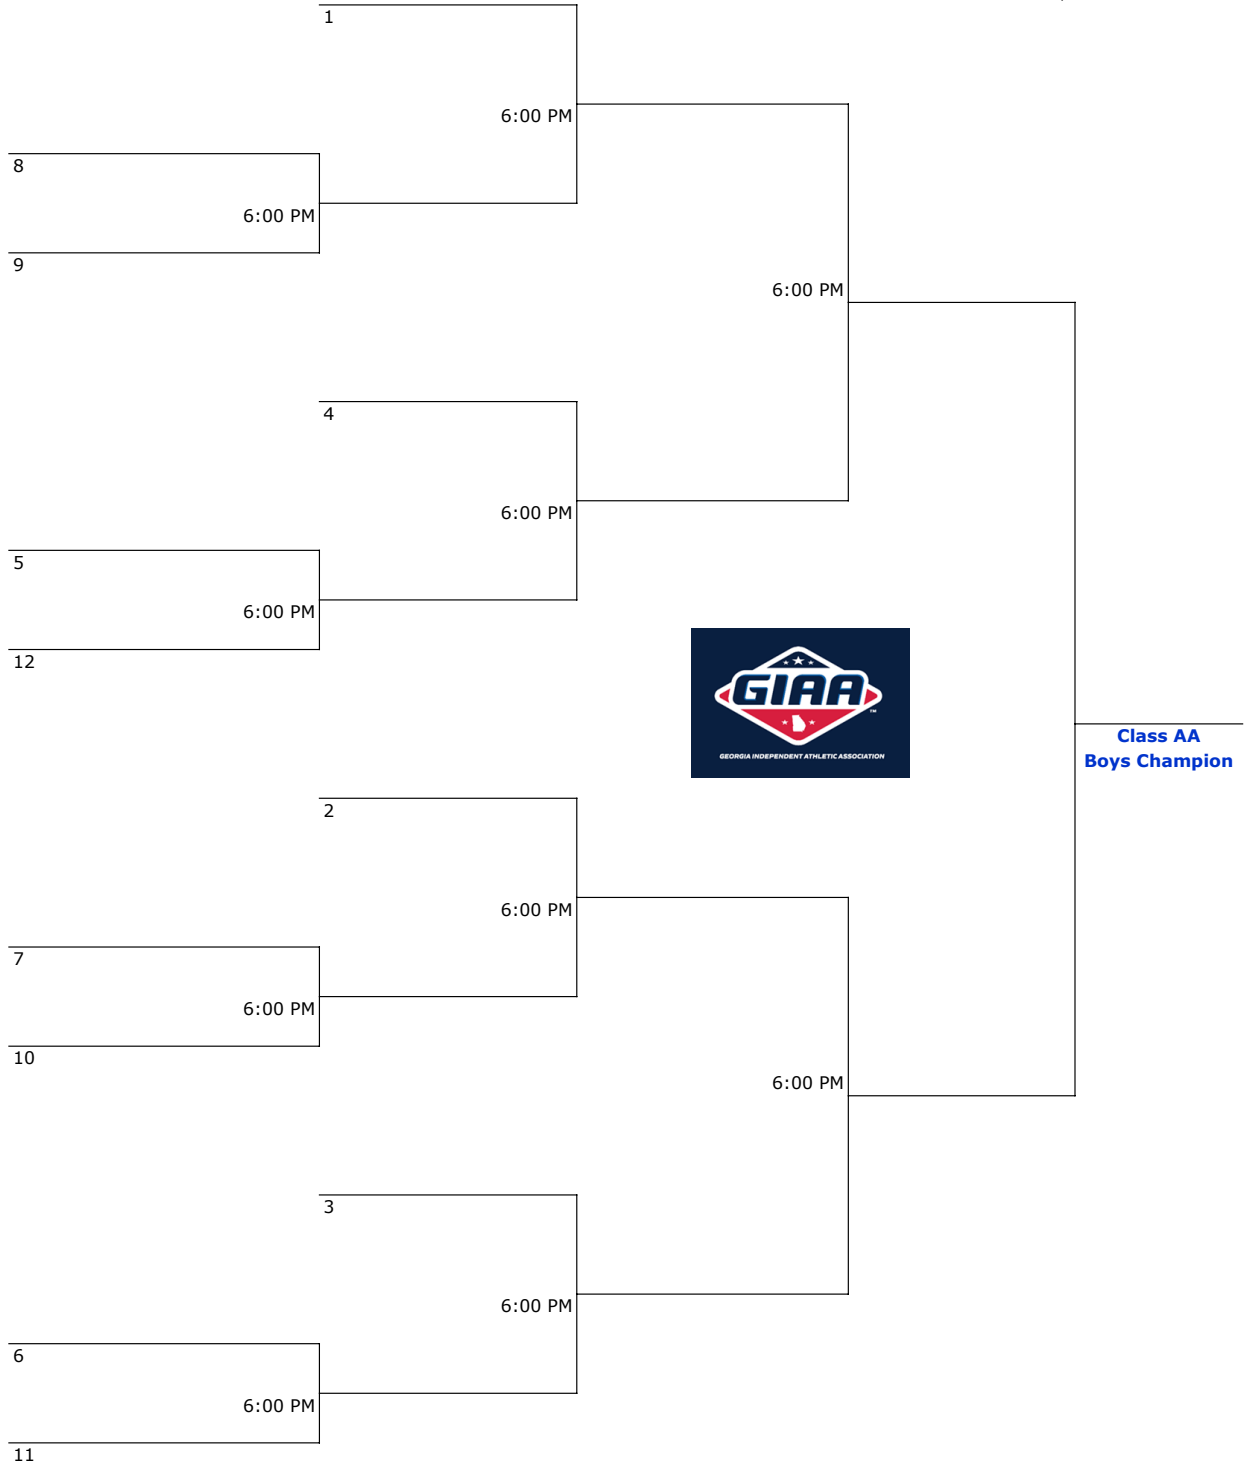 1
6:00 PM
8
6:00 PM
9
6:00 PM
4
6:00 PM
5
6:00 PM
12
GIAA
™
GEORGIA INDEPENDENT ATHLETIC ASSOCIATION
Class AA
Boys Champion
2
6:00 PM
7
6:00 PM
10
6:00 PM
3
6:00 PM
6
6:00 PM
11